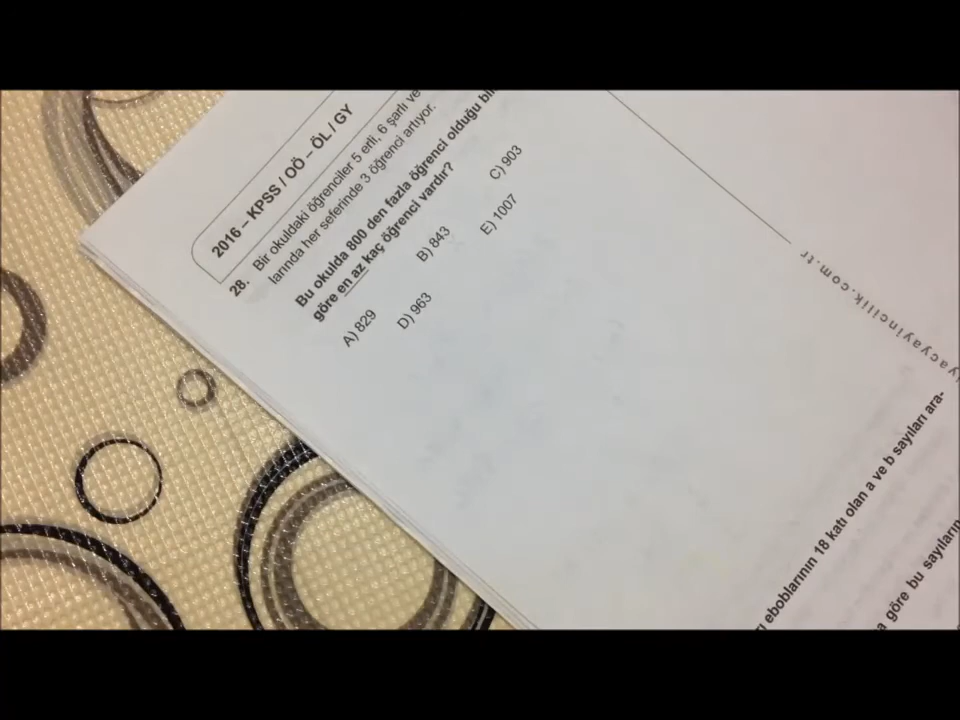 2016 – KPSS / OÖ – ÖL / GY
28. Bir okuldaki öğrenciler 5 erli, 6 şarlı ve
larında her seferinde 3 öğrenci artıyor.
Bu okulda 800 den fazla öğrenci olduğu
göre en az kaç öğrenci vardır?
A) 829 B) 843 C) 903
D) 963 E) 1007
yayincilik.com.tr
eboblarının 18 katı olan a ve b sayıları ara-
göre bu sayıların